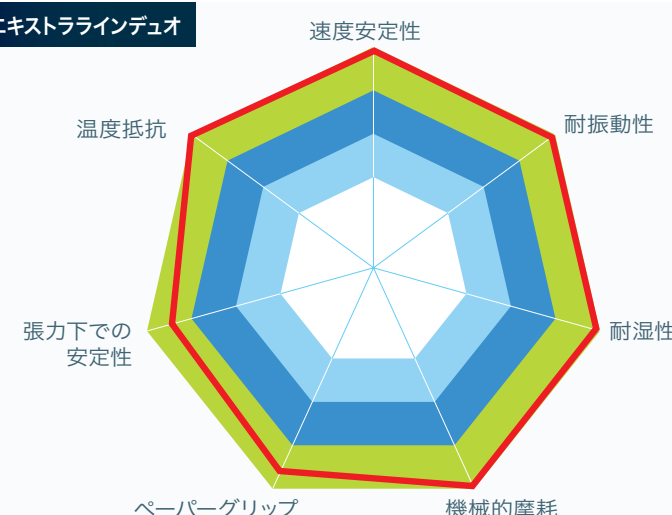 エキストララインデュオ
速度安定性
温度抵抗
耐振動性
張力下での
安定性
耐湿性
ペーパーグリップ
機械的摩耗